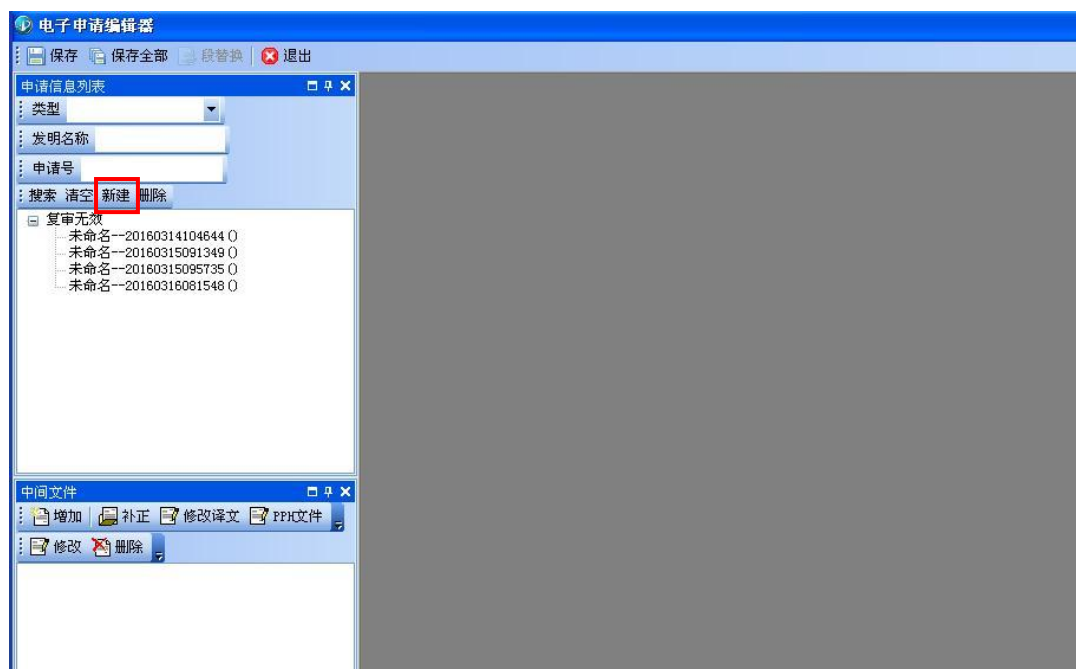 电子申请编辑器
保存 保存全部 段替换 退出
申请信息列表
类型
发明名称
申请号
搜索 清空 新建 删除
复审无效
未命名--20160314104644 ()
未命名--20160315091349 ()
未命名--20160315095735 ()
未命名--20160316081548 ()
中间文件
增加 补正 修改译文 PPH文件
修改 删除